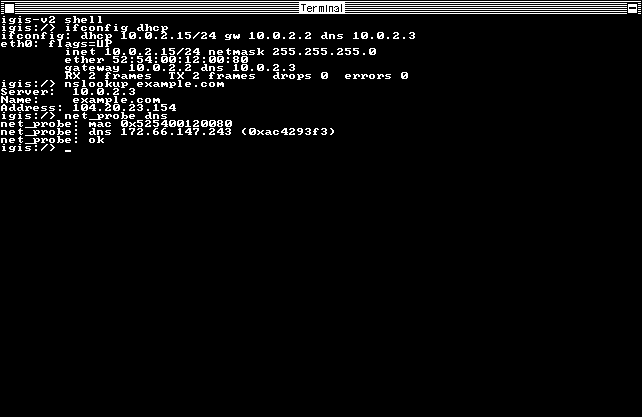 Terminal
igis-v2 shell
igis:/> ifconfig dhcp
ifconfig: dhcp 10.0.2.15/24 gw 10.0.2.2 dns 10.0.2.3
eth0: flags=UP
        inet 10.0.2.15/24 netmask 255.255.255.0
        ether 52:54:00:12:00:80
        gateway 10.0.2.2 dns 10.0.2.3
        RX 2 frames  TX 2 frames  drops 0  errors 0
igis:/> nslookup example.com
Server:  10.0.2.3
Name:    example.com
Address: 104.20.23.154
igis:/> net_probe dns
net_probe: mac 0x525400120080
net_probe: dns 172.66.147.243 (0xac4293f3)
net_probe: ok
igis:/> _